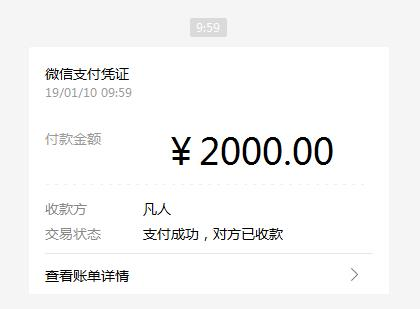 9:59
微信支付凭证
19/01/10 09:59
付款金额
￥2000.00
收款方 凡人
交易状态 支付成功，对方已收款
查看账单详情